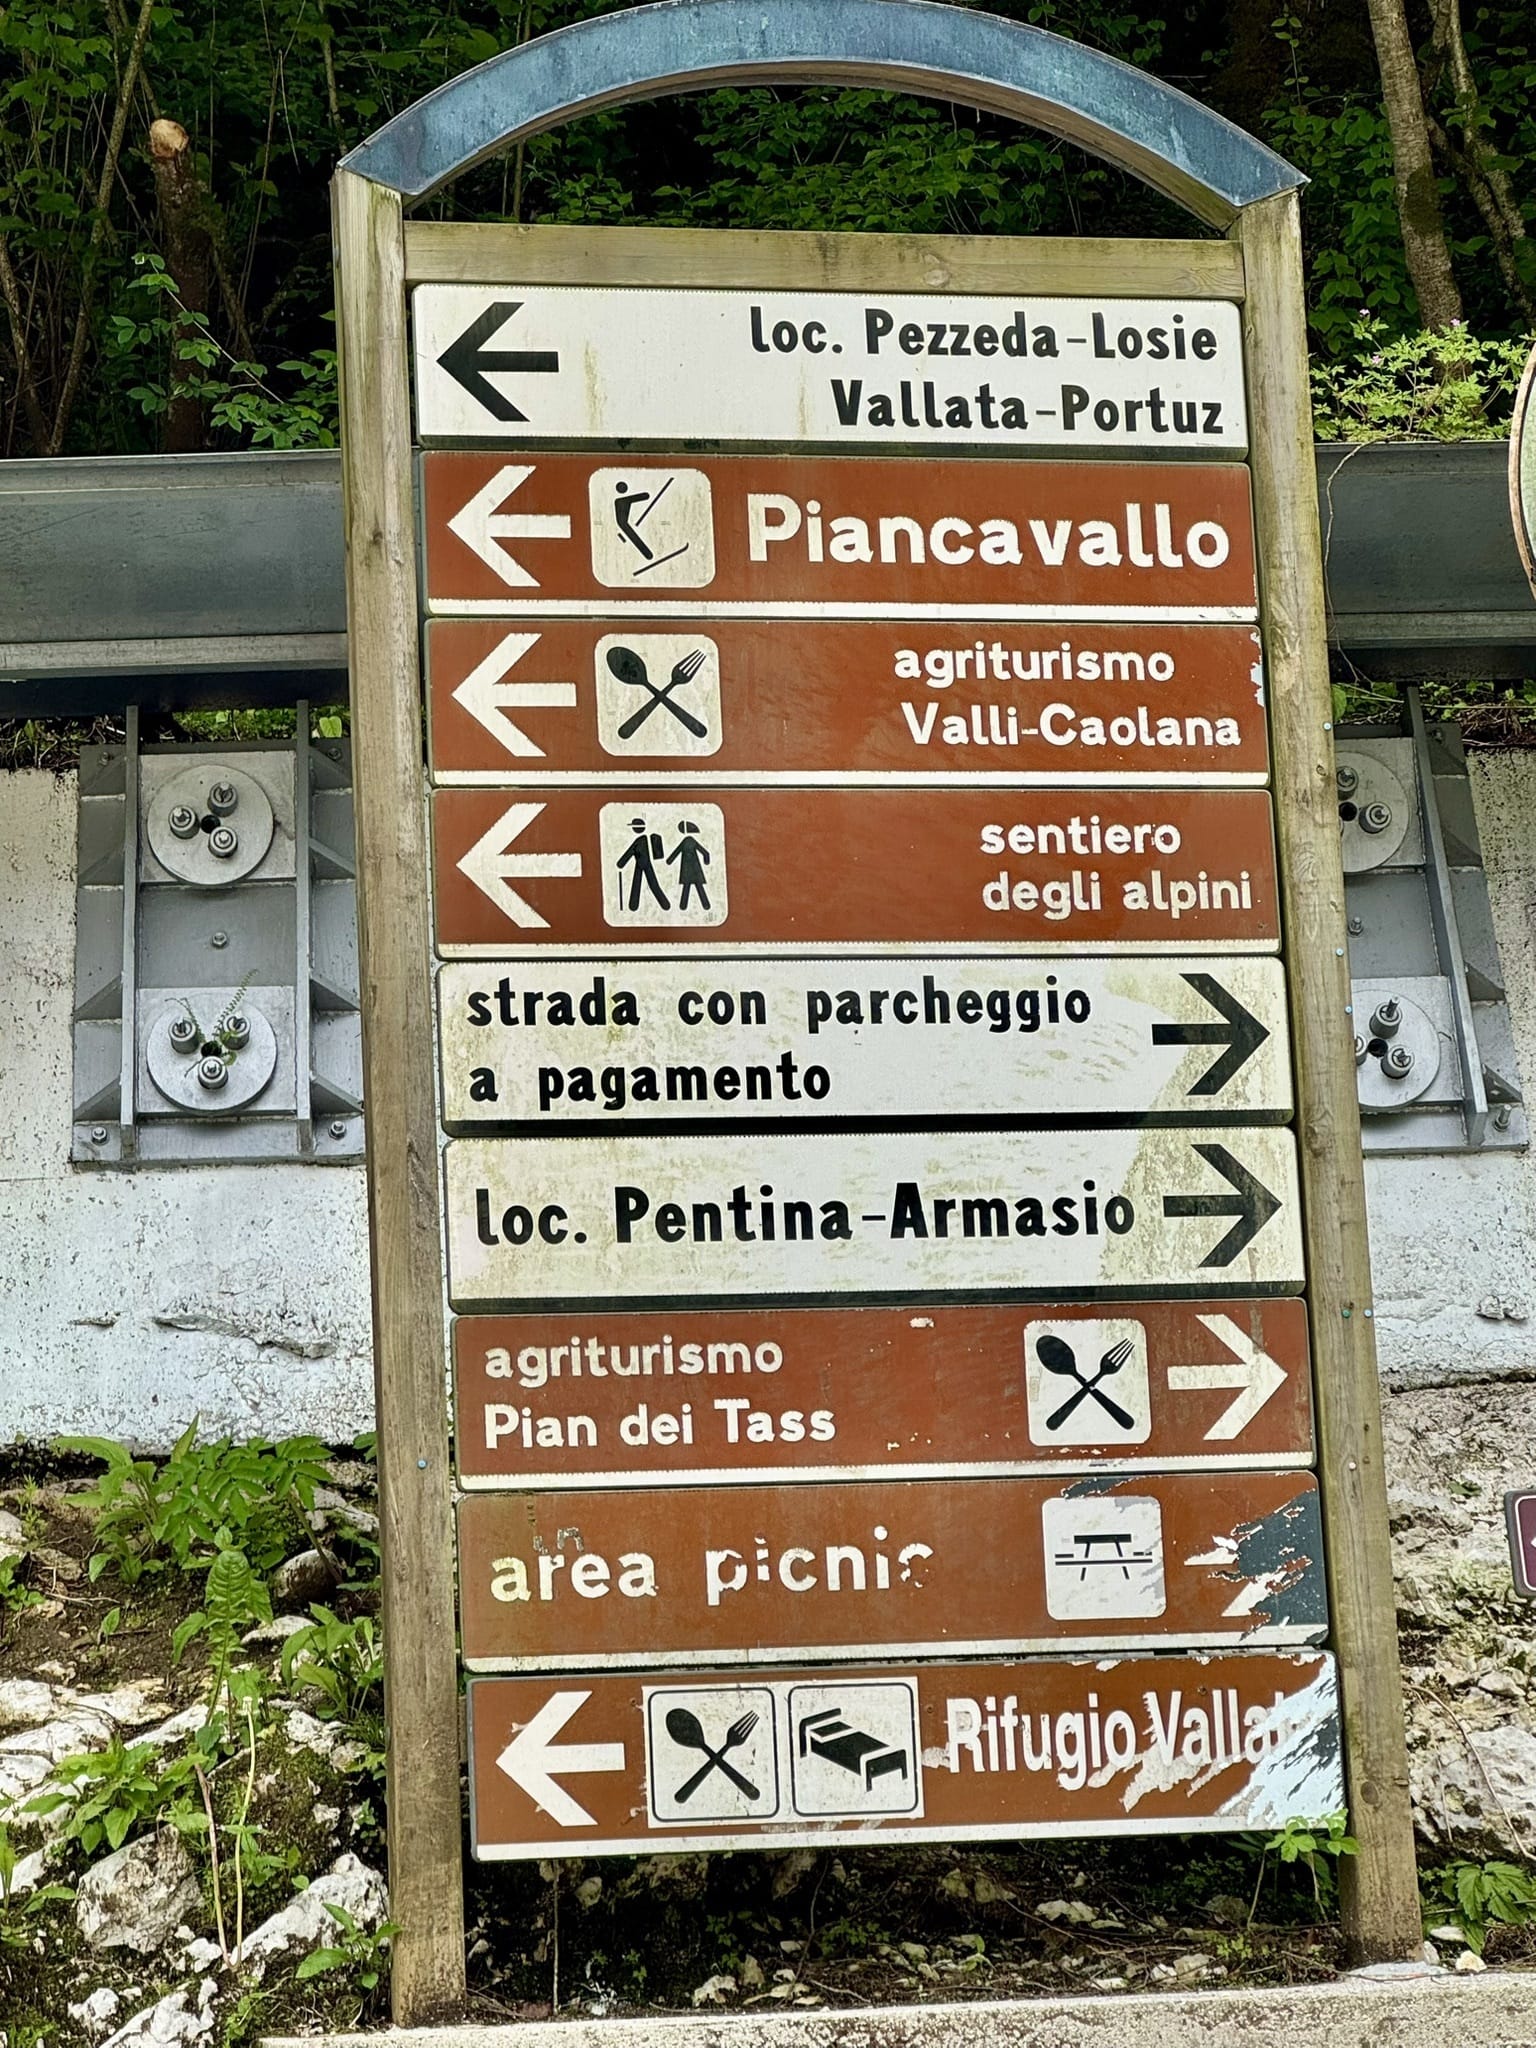 loc. Pezzeda-Losie
Vallata-Portuz
Piancavallo
agriturismo
Valli-Caolana
sentiero
degli alpini
strada con parcheggio
a pagamento
loc. Pentina-Armasio
agriturismo
Pian dei Tass
area picnic
Rifugio